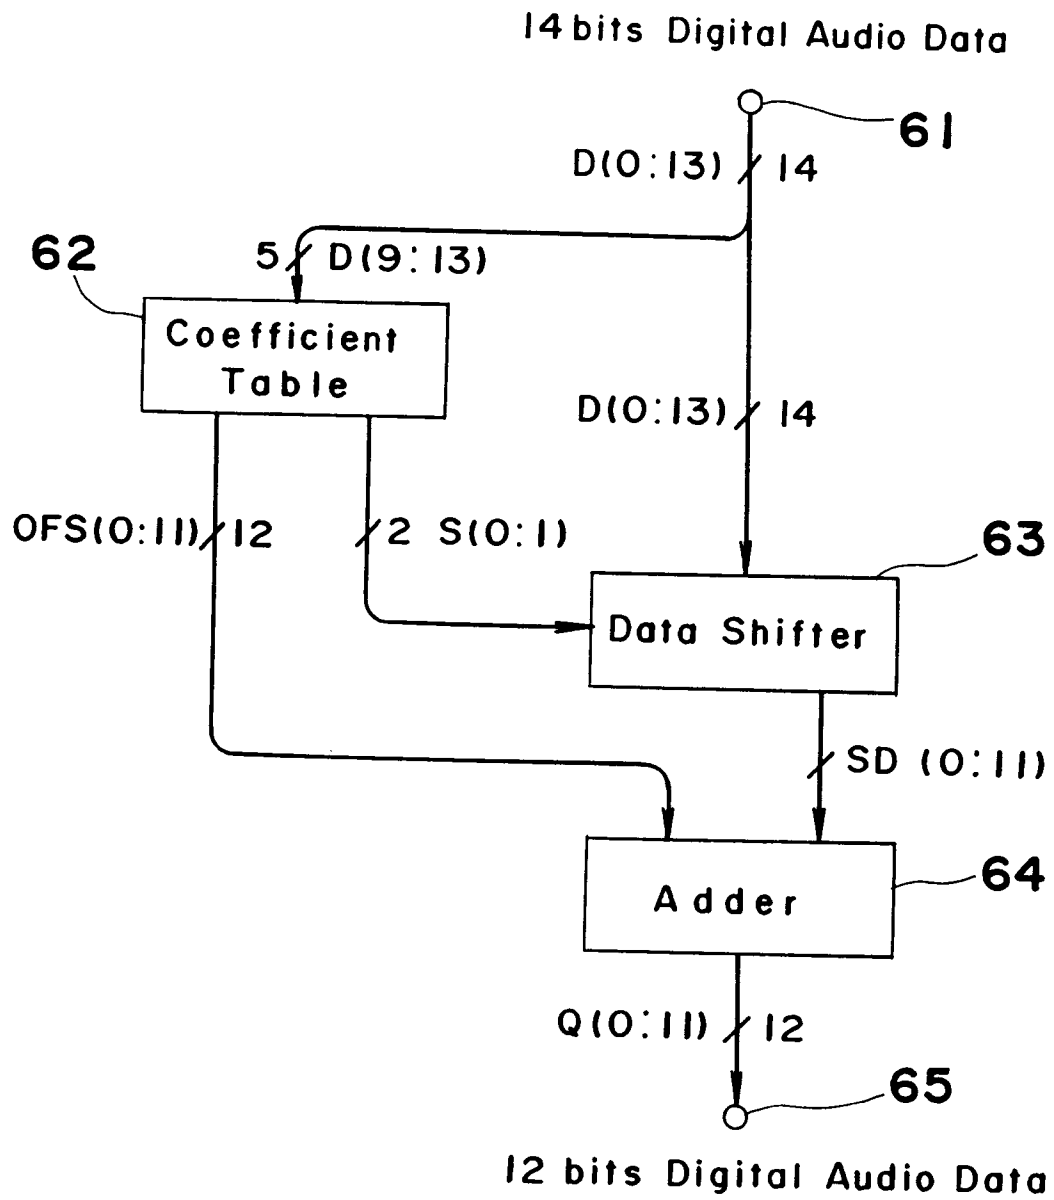 14 bits Digital Audio Data
61
D(0:13) 14
62
5 D(9:13)
Coefficient
Table
D(0:13) 14
OFS(0:11) 12
2 S(0:1)
63
Data Shifter
SD (0:11)
64
Adder
Q(0:11) 12
65
12 bits Digital Audio Data